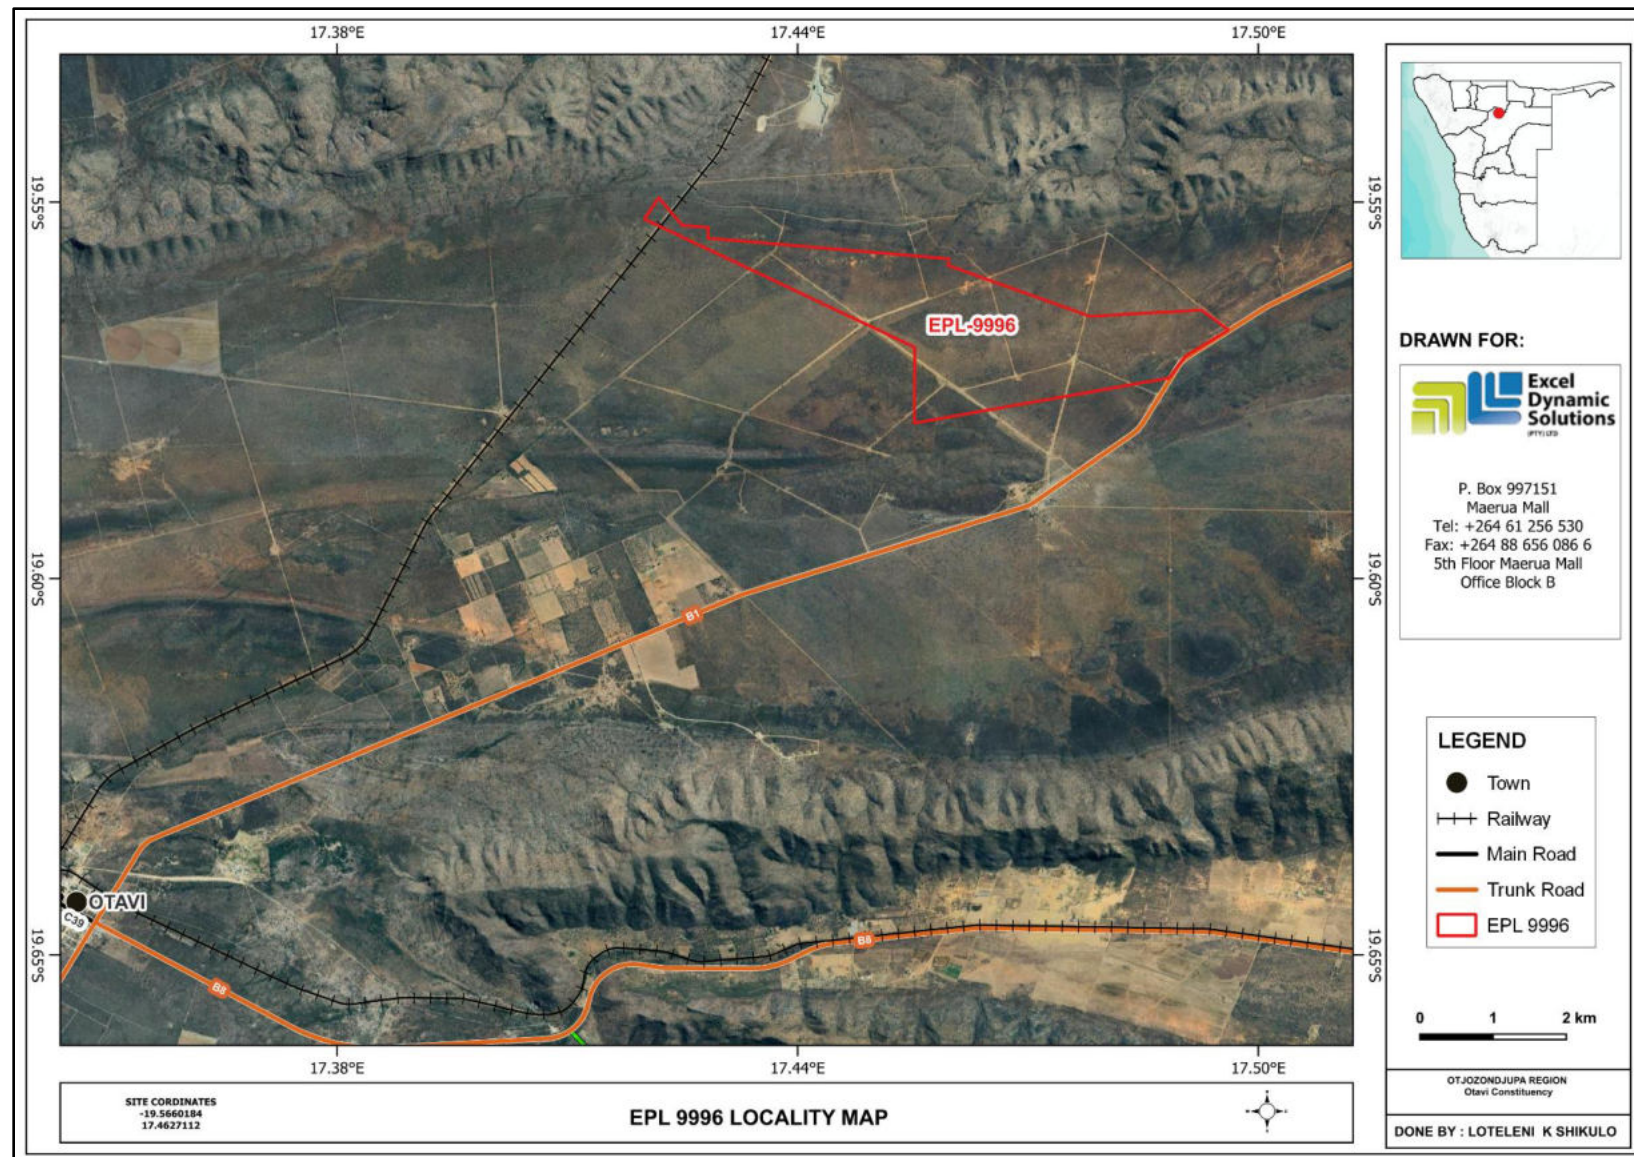 17.38°E
17.44°E
17.50°E
19.55°S
19.55°S
EPL-9996
19.60°S
19.60°S
B1
OTAVI
C39
B8
B8
19.65°S
19.65°S
17.38°E
17.44°E
17.50°E
SITE CORDINATES
-19.5660184
17.4627112
EPL 9996 LOCALITY MAP
DRAWN FOR:
Excel
Dynamic
Solutions
(PTY) LTD
P. Box 997151
Maerua Mall
Tel: +264 61 256 530
Fax: +264 88 656 086 6
5th Floor Maerua Mall
Office Block B
LEGEND
Town
Railway
Main Road
Trunk Road
EPL 9996
0 1 2 km
OTJOZONDJUPA REGION
Otavi Constituency
DONE BY : LOTELENI K SHIKULO